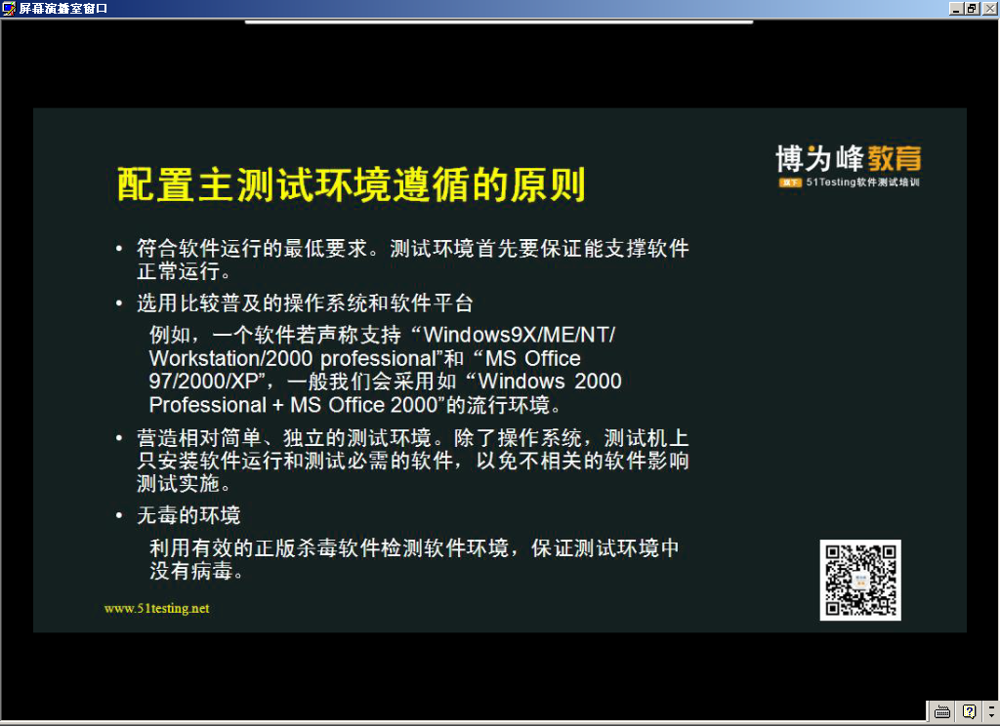 屏幕演播室窗口
博为峰教育
旗下 51Testing软件测试培训
配置主测试环境遵循的原则
• 符合软件运行的最低要求。测试环境首先要保证能支撑软件
正常运行。
• 选用比较普及的操作系统和软件平台
例如，一个软件若声称支持“Windows9X/ME/NT/
Workstation/2000 professional”和“MS Office
97/2000/XP”，一般我们会采用如“Windows 2000
Professional + MS Office 2000”的流行环境。
• 营造相对简单、独立的测试环境。除了操作系统，测试机上
只安装软件运行和测试必需的软件，以免不相关的软件影响
测试实施。
• 无毒的环境
利用有效的正版杀毒软件检测软件环境，保证测试环境中
没有病毒。
www.51testing.net